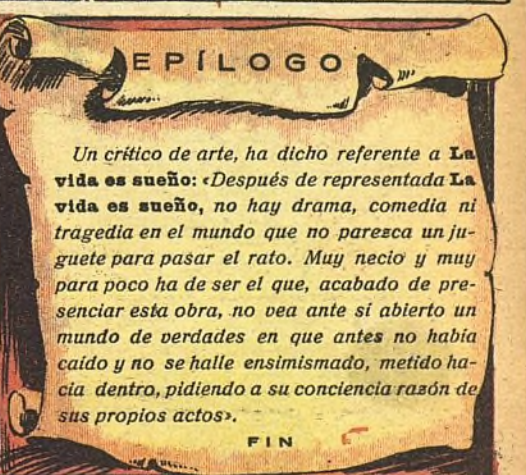 EPÍLOGO
Un crítico de arte, ha dicho referente a La
vida es sueño: «Después de representada La
vida es sueño, no hay drama, comedia ni
tragedia en el mundo que no parezca un ju-
guete para pasar el rato. Muy necio y muy
para poco ha de ser el que, acabado de pre-
senciar esta obra, no vea ante sí abierto un
mundo de verdades en que antes no había
caído y no se halle ensimismado, metido ha-
cia dentro, pidiendo a su conciencia razón de
sus propios actos».
FIN